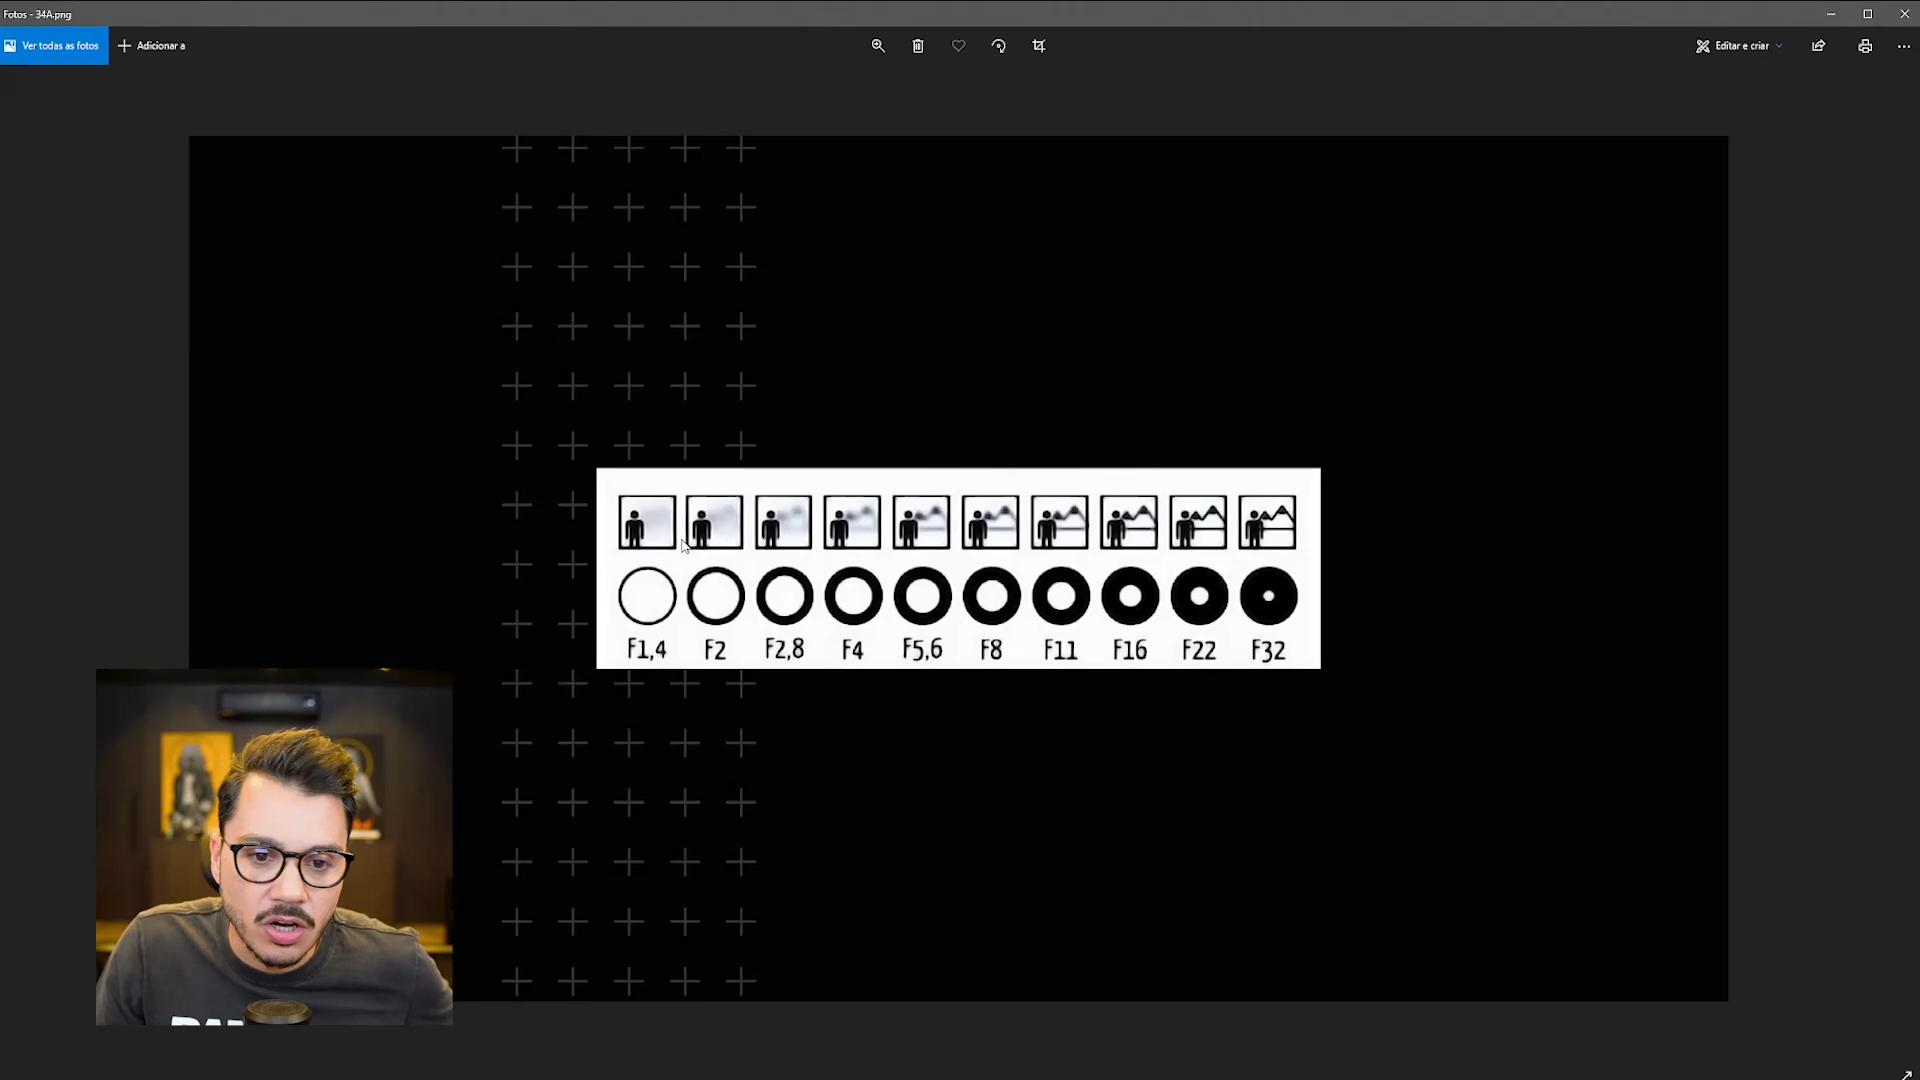 Fotos - 34A.png
Ver todas as fotos
Adicionar a
Editar e criar
F1,4 F2 F2,8 F4 F5,6 F8 F11 F16 F22 F32